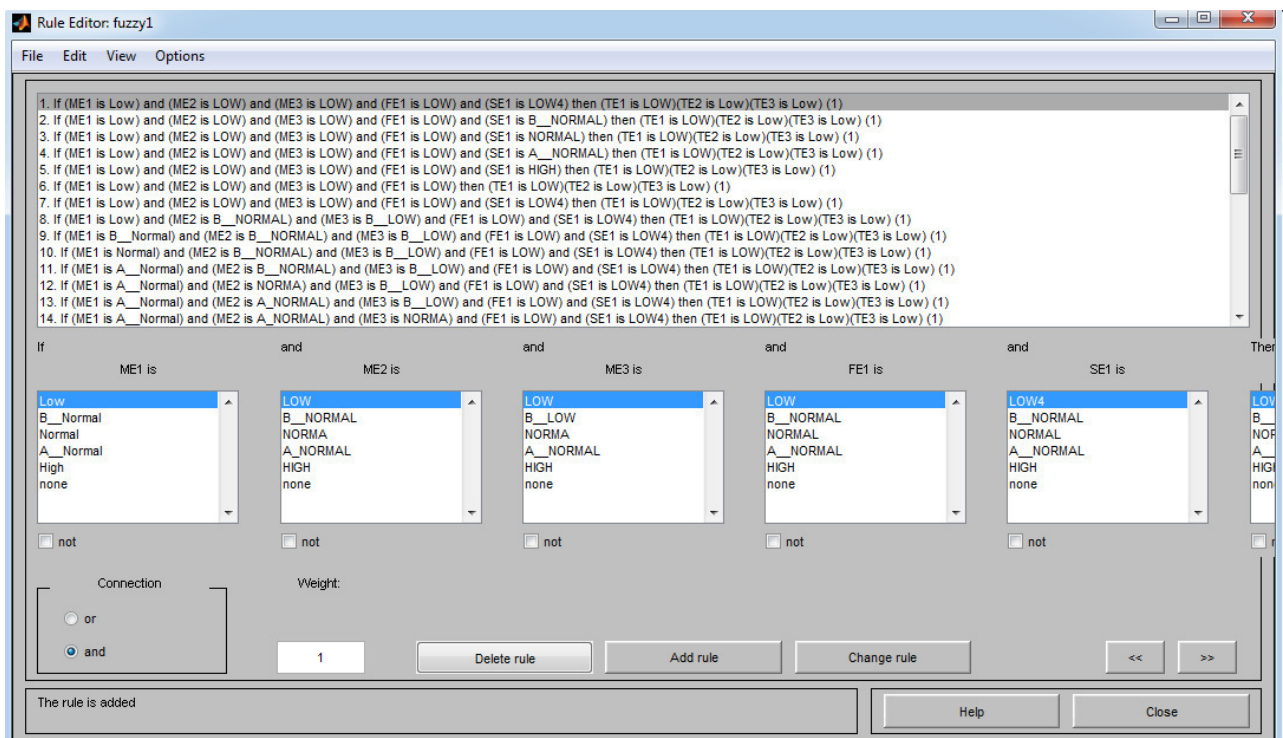 Rule Editor: fuzzy1
File Edit View Options
1. If (ME1 is Low) and (ME2 is LOW) and (ME3 is LOW) and (FE1 is LOW) and (SE1 is LOW4) then (TE1 is LOW)(TE2 is Low)(TE3 is Low) (1)
2. If (ME1 is Low) and (ME2 is LOW) and (ME3 is LOW) and (FE1 is LOW) and (SE1 is B__NORMAL) then (TE1 is LOW)(TE2 is Low)(TE3 is Low) (1)
3. If (ME1 is Low) and (ME2 is LOW) and (ME3 is LOW) and (FE1 is LOW) and (SE1 is NORMAL) then (TE1 is LOW)(TE2 is Low)(TE3 is Low) (1)
4. If (ME1 is Low) and (ME2 is LOW) and (ME3 is LOW) and (FE1 is LOW) and (SE1 is A__NORMAL) then (TE1 is LOW)(TE2 is Low)(TE3 is Low) (1)
5. If (ME1 is Low) and (ME2 is LOW) and (ME3 is LOW) and (FE1 is LOW) and (SE1 is HIGH) then (TE1 is LOW)(TE2 is Low)(TE3 is Low) (1)
6. If (ME1 is Low) and (ME2 is LOW) and (ME3 is LOW) and (FE1 is LOW) then (TE1 is LOW)(TE2 is Low)(TE3 is Low) (1)
7. If (ME1 is Low) and (ME2 is LOW) and (ME3 is LOW) and (FE1 is LOW) and (SE1 is LOW4) then (TE1 is LOW)(TE2 is Low)(TE3 is Low) (1)
8. If (ME1 is Low) and (ME2 is B__NORMAL) and (ME3 is B__LOW) and (FE1 is LOW) and (SE1 is LOW4) then (TE1 is LOW)(TE2 is Low)(TE3 is Low) (1)
9. If (ME1 is B__Normal) and (ME2 is B__NORMAL) and (ME3 is B__LOW) and (FE1 is LOW) and (SE1 is LOW4) then (TE1 is LOW)(TE2 is Low)(TE3 is Low) (1)
10. If (ME1 is Normal) and (ME2 is B__NORMAL) and (ME3 is B__LOW) and (FE1 is LOW) and (SE1 is LOW4) then (TE1 is LOW)(TE2 is Low)(TE3 is Low) (1)
11. If (ME1 is A__Normal) and (ME2 is B__NORMAL) and (ME3 is B__LOW) and (FE1 is LOW) and (SE1 is LOW4) then (TE1 is LOW)(TE2 is Low)(TE3 is Low) (1)
12. If (ME1 is A__Normal) and (ME2 is NORMA) and (ME3 is B__LOW) and (FE1 is LOW) and (SE1 is LOW4) then (TE1 is LOW)(TE2 is Low)(TE3 is Low) (1)
13. If (ME1 is A__Normal) and (ME2 is A_NORMAL) and (ME3 is B__LOW) and (FE1 is LOW) and (SE1 is LOW4) then (TE1 is LOW)(TE2 is Low)(TE3 is Low) (1)
14. If (ME1 is A__Normal) and (ME2 is A_NORMAL) and (ME3 is NORMA) and (FE1 is LOW) and (SE1 is LOW4) then (TE1 is LOW)(TE2 is Low)(TE3 is Low) (1)
If and and and and Then
ME1 is ME2 is ME3 is FE1 is SE1 is
Low LOW LOW LOW LOW4 LOW
B__Normal B__NORMAL B__LOW B__NORMAL B__NORMAL B__
Normal NORMA NORMA NORMAL NORMAL NOR
A__Normal A_NORMAL A__NORMAL A__NORMAL A__NORMAL A__
High HIGH HIGH HIGH HIGH HIGH
none none none none none none
not not not not not
Connection Weight:
or
and 1 Delete rule Add rule Change rule << >>
The rule is added Help Close